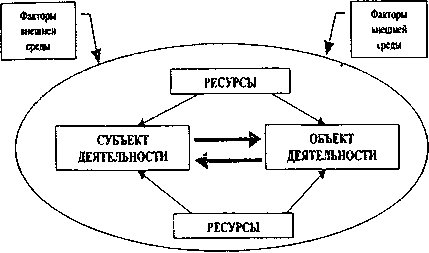 Факторы
внешней
среды
Факторы
внешней
среды
РЕСУРСЫ
СУБЪЕКТ
ДЕЯТЕЛЬНОСТИ
ОБЪЕКТ
ДЕЯТЕЛЬНОСТИ
РЕСУРСЫ